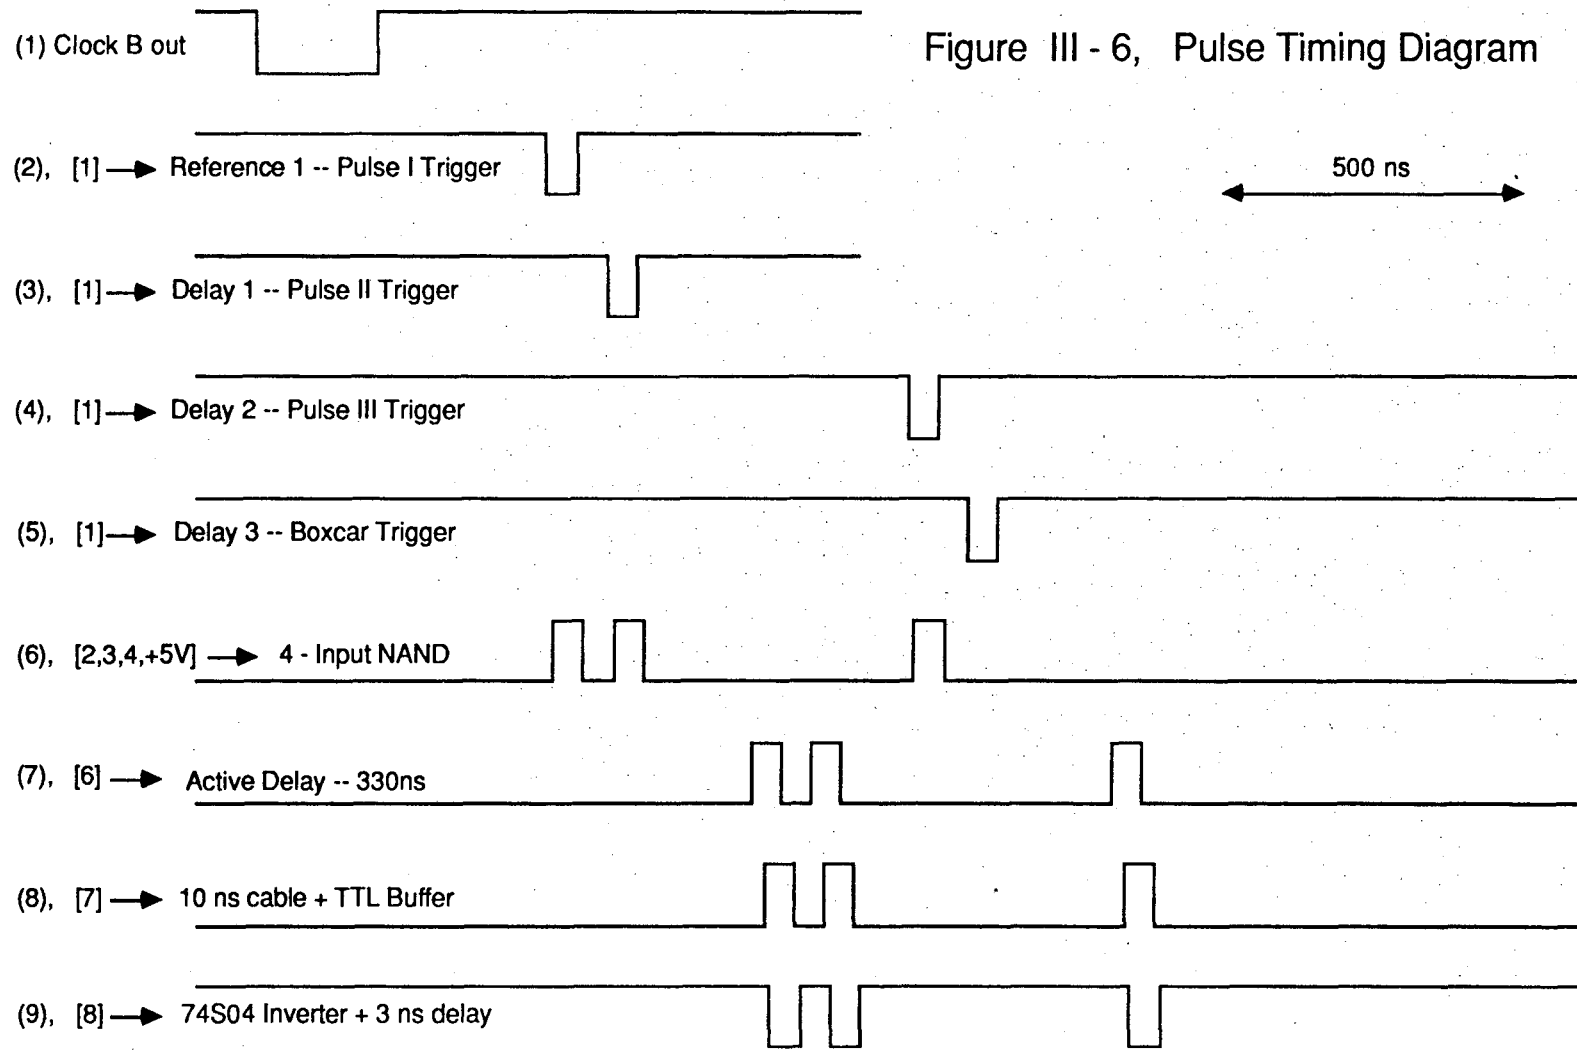 (1) Clock B out
Figure III - 6, Pulse Timing Diagram
(2), [1] Reference 1 -- Pulse I Trigger
500 ns
(3), [1] Delay 1 -- Pulse II Trigger
(4), [1] Delay 2 -- Pulse III Trigger
(5), [1] Delay 3 -- Boxcar Trigger
(6), [2,3,4,+5V] 4 - Input NAND
(7), [6] Active Delay -- 330ns
(8), [7] 10 ns cable + TTL Buffer
(9), [8] 74S04 Inverter + 3 ns delay